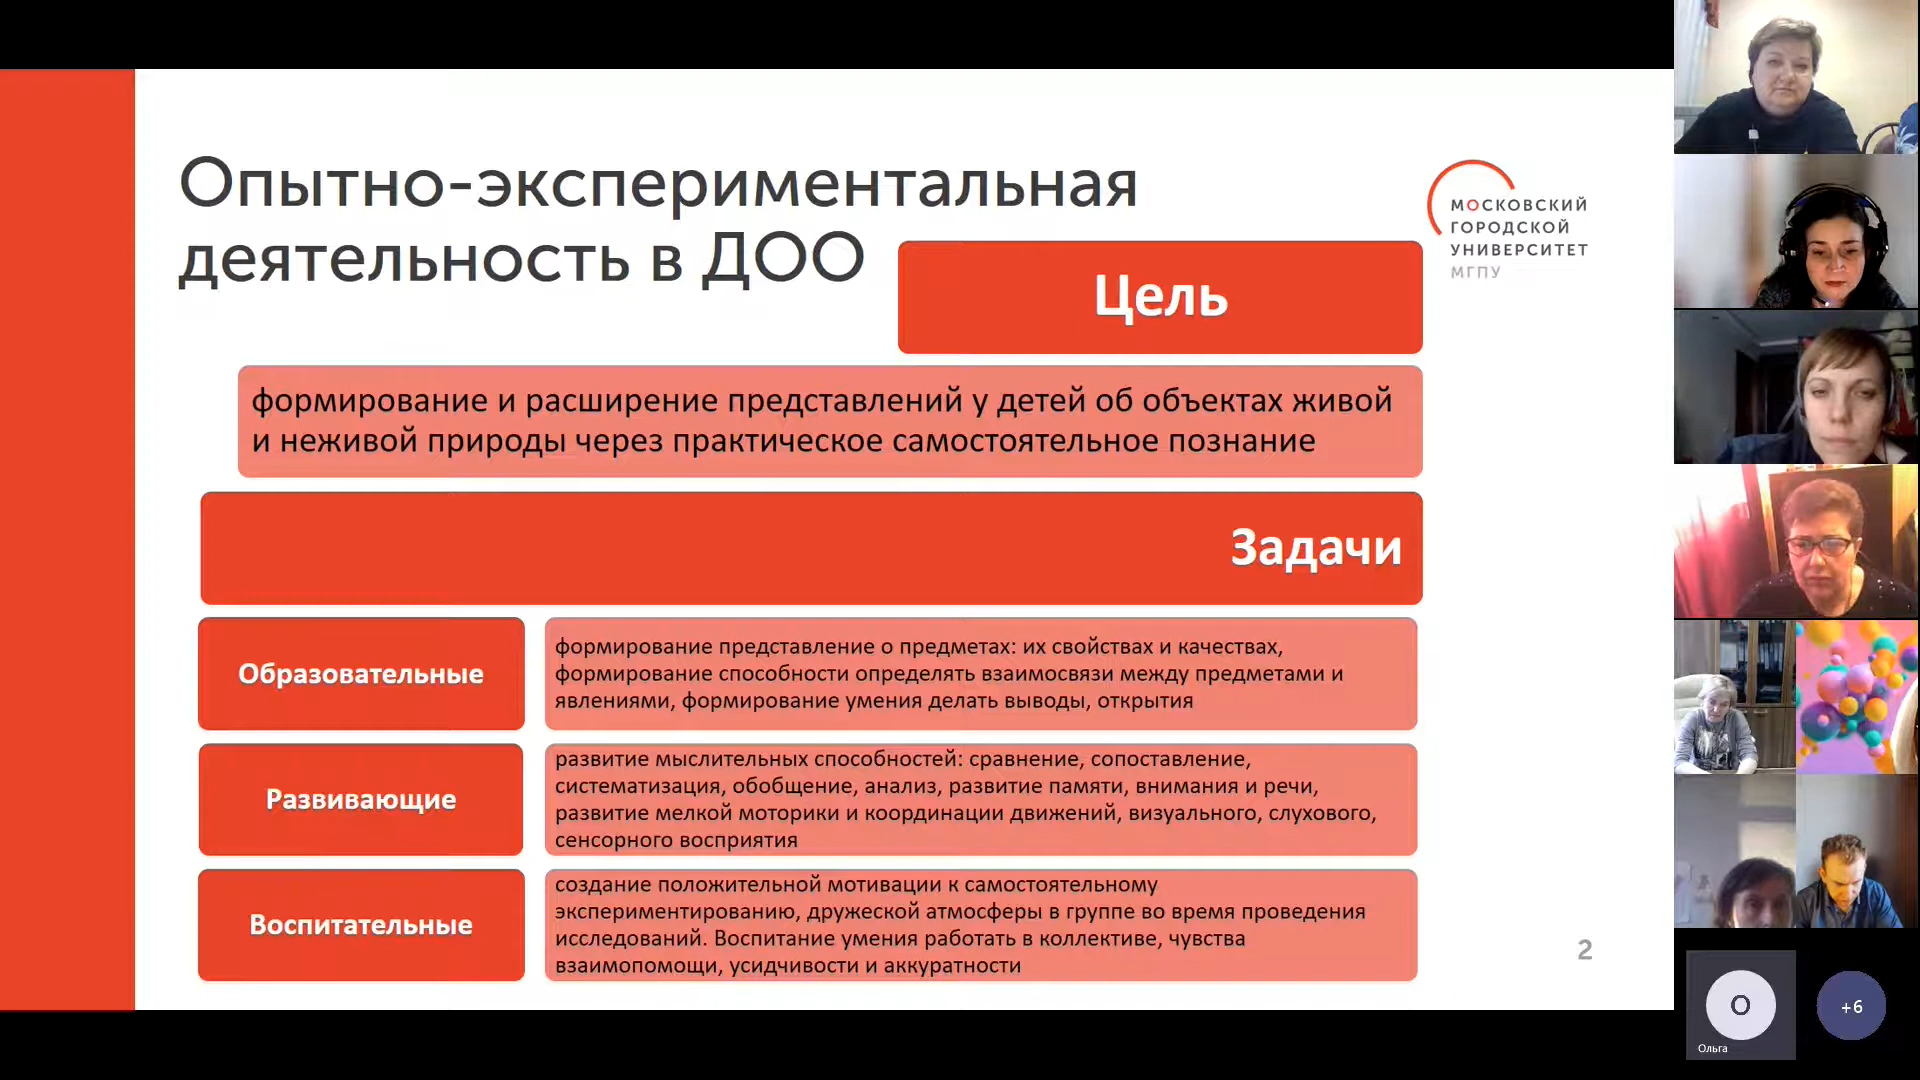 Опытно-экспериментальная
деятельность в ДОО
МОСКОВСКИЙ
ГОРОДСКОЙ
УНИВЕРСИТЕТ
МГПУ
Цель
формирование и расширение представлений у детей об объектах живой
и неживой природы через практическое самостоятельное познание
Задачи
Образовательные
формирование представление о предметах: их свойствах и качествах,
формирование способности определять взаимосвязи между предметами и
явлениями, формирование умения делать выводы, открытия
Развивающие
развитие мыслительных способностей: сравнение, сопоставление,
систематизация, обобщение, анализ, развитие памяти, внимания и речи,
развитие мелкой моторики и координации движений, визуального, слухового,
сенсорного восприятия
Воспитательные
создание положительной мотивации к самостоятельному
экспериментированию, дружеской атмосферы в группе во время проведения
исследований. Воспитание умения работать в коллективе, чувства
взаимопомощи, усидчивости и аккуратности
2
О
Ольга
+6